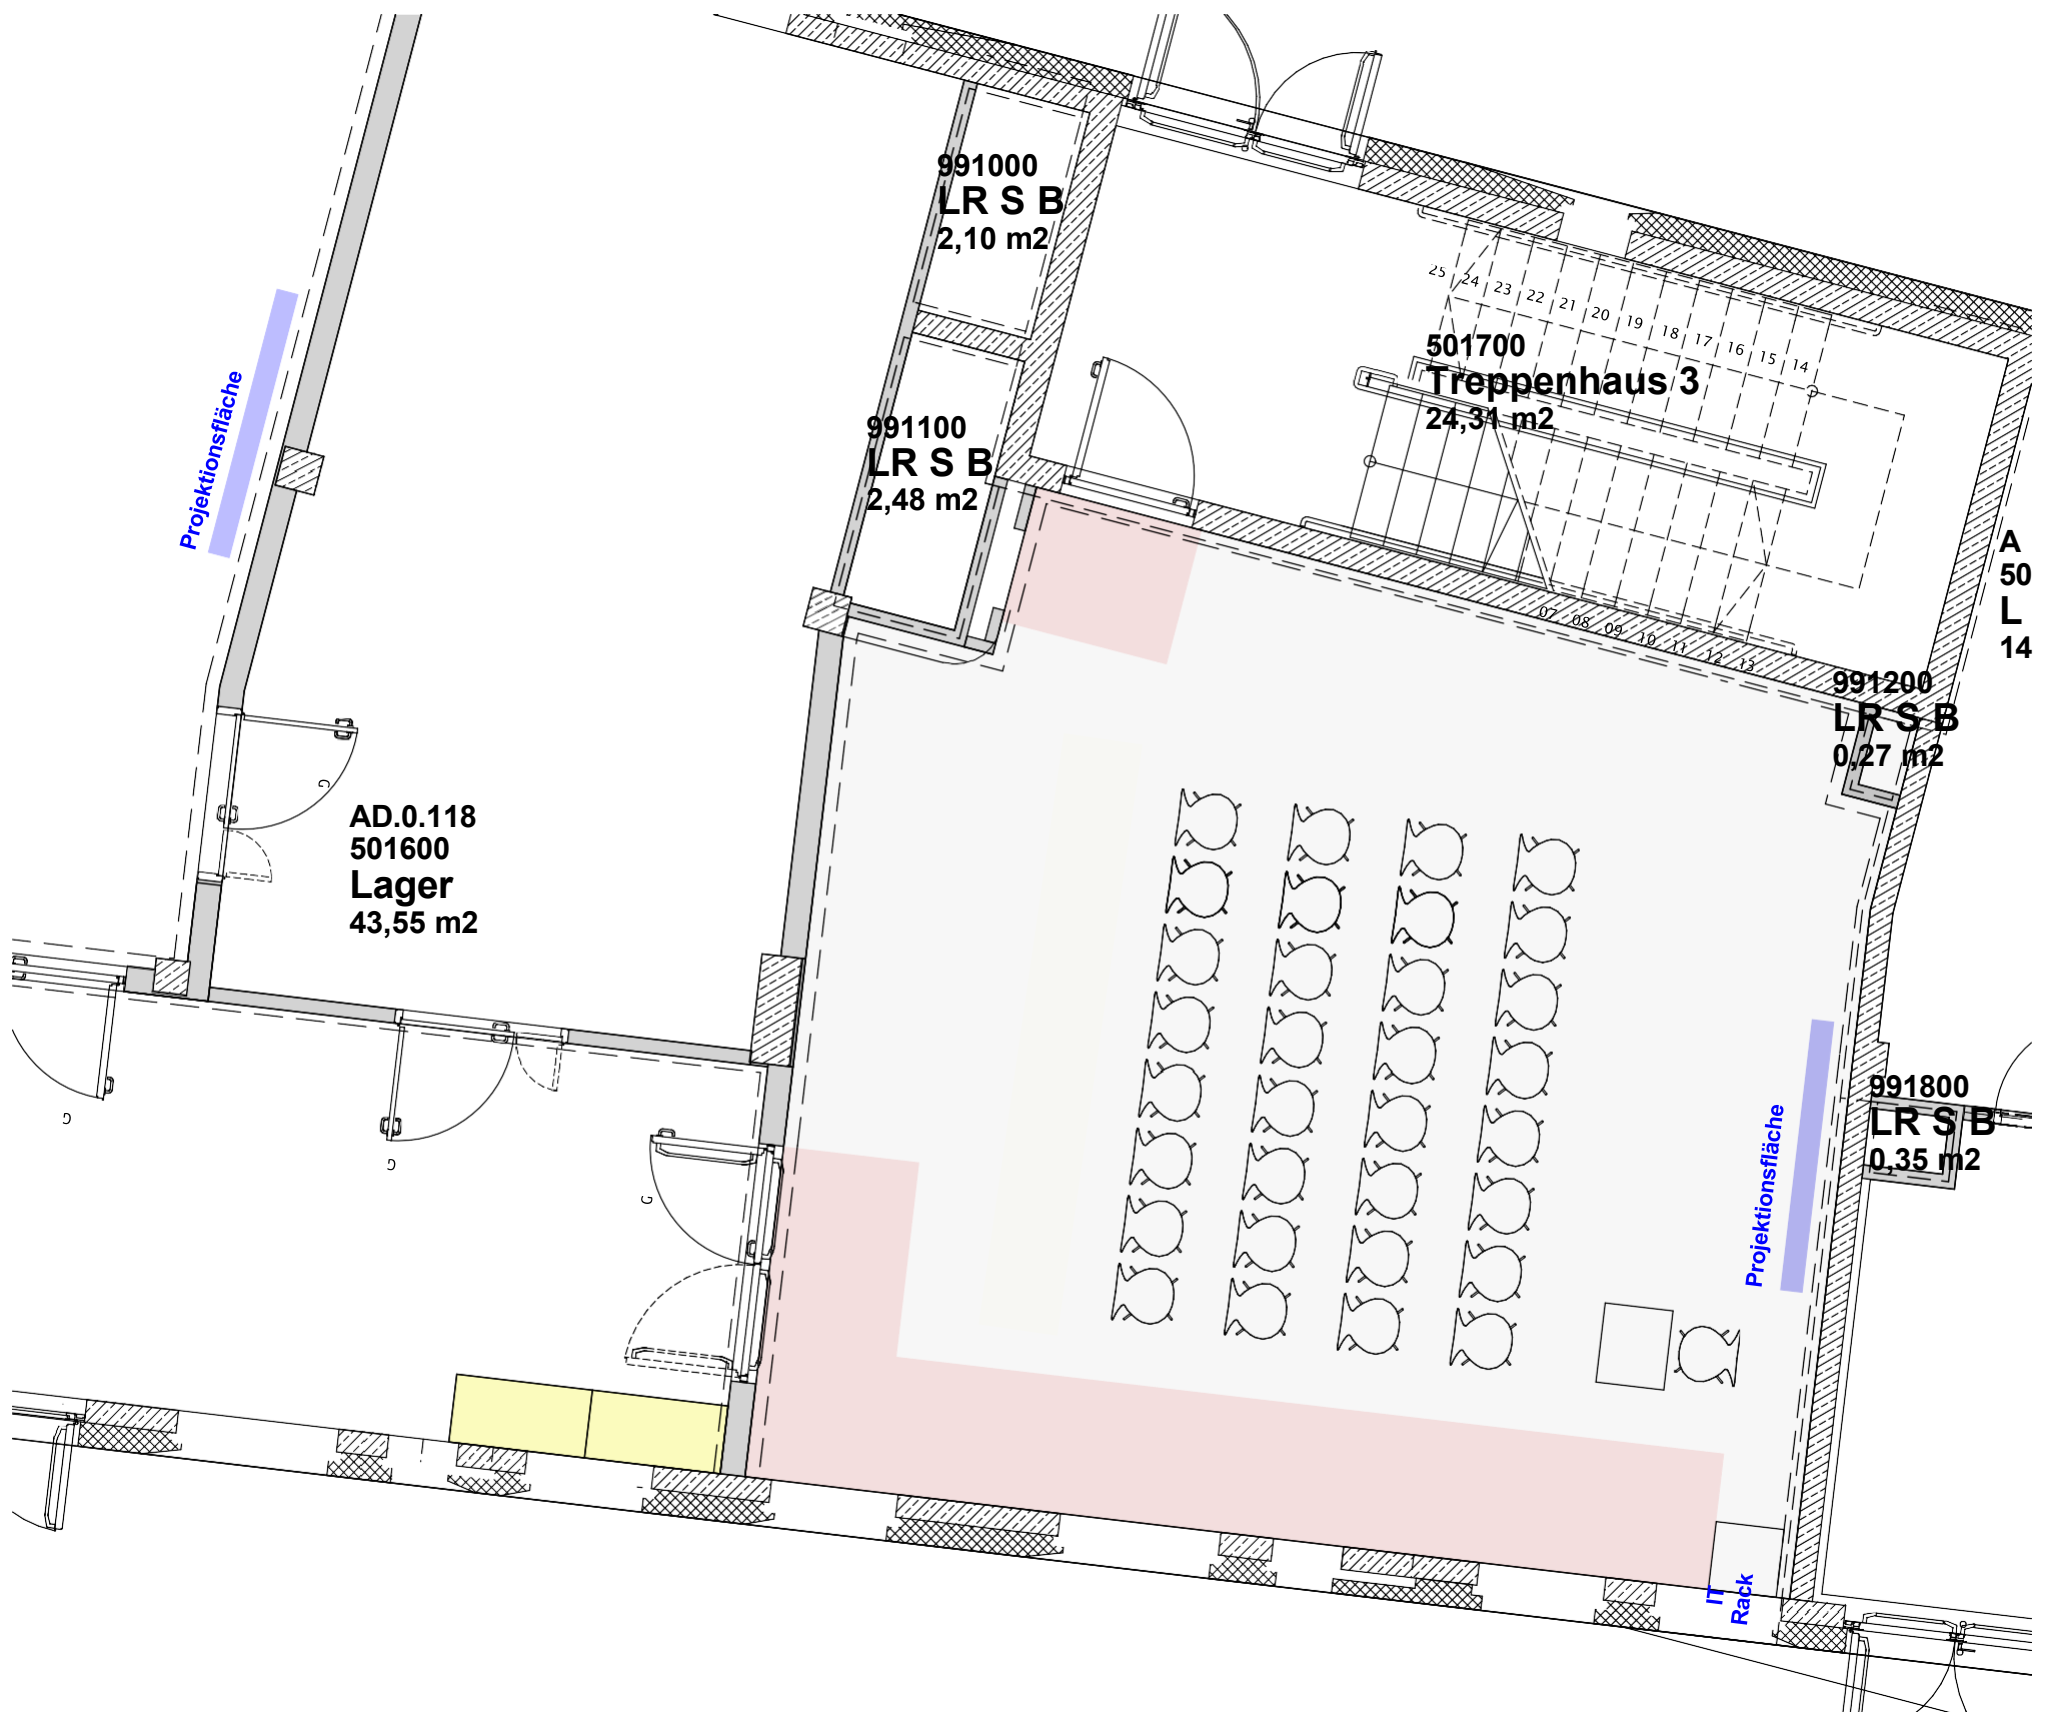 991000
LR S B
2,10 m2
25 24 23 22 21 20 19 18 17 16 15 14
501700
Treppenhaus 3
24,31 m2
Projektionsfläche
991100
LR S B
2,48 m2
A
50
L
14
07 08 09 10 11 12 13
991200
LR S B
0,27 m2
G
AD.0.118
501600
Lager
43,55 m2
991800
LR S B
0,35 m2
Projektionsfläche
G
G
G
IT
Rack